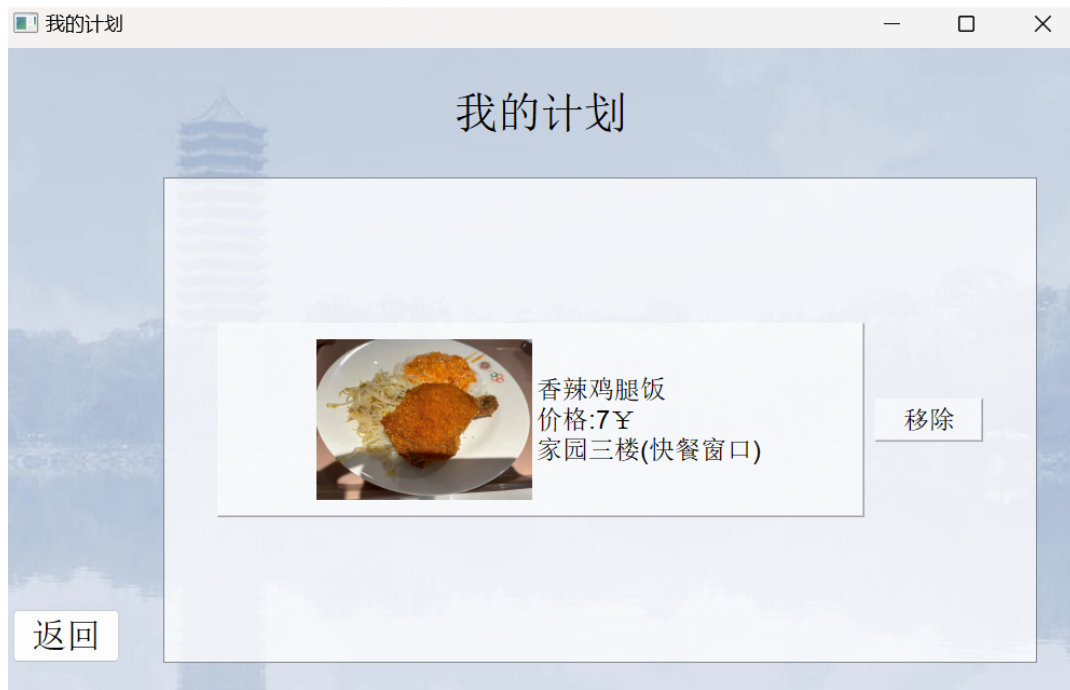 我的计划
我的计划
香辣鸡腿饭
价格:7￥
家园三楼(快餐窗口)
移除
返回